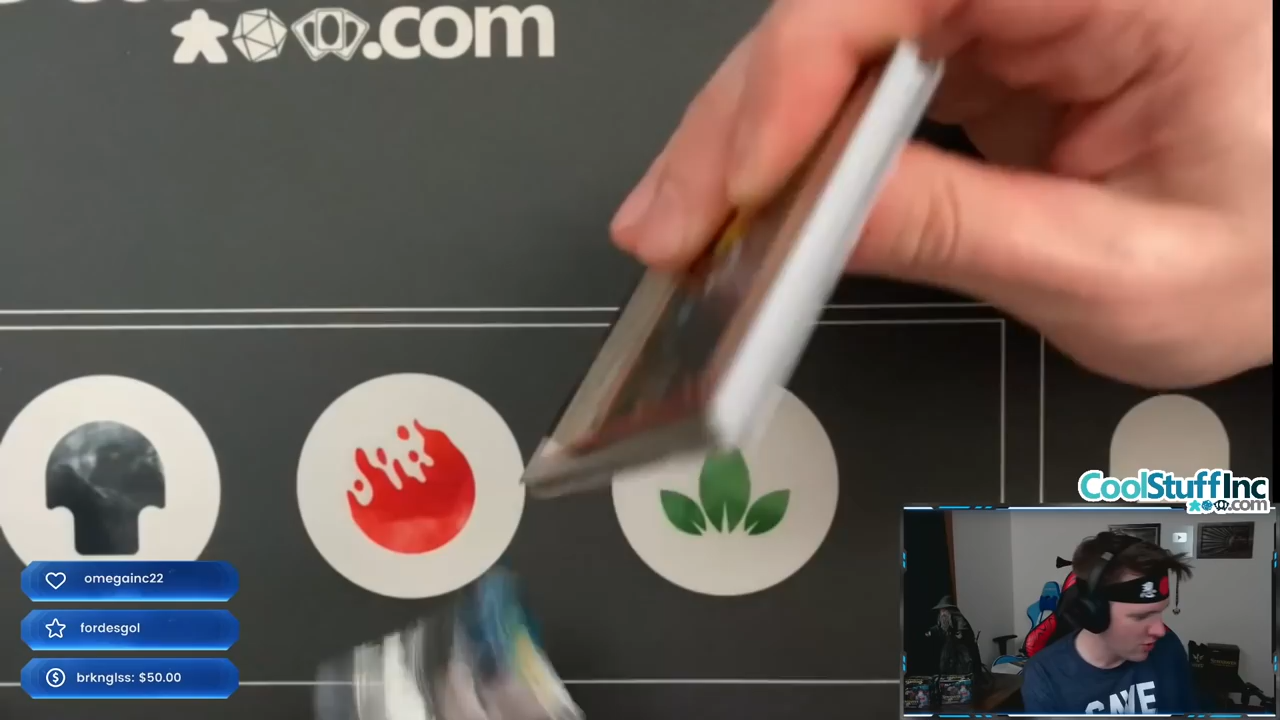 .com
CoolStuffInc
.com
omegainc22
fordesgol
brknglss: $50.00